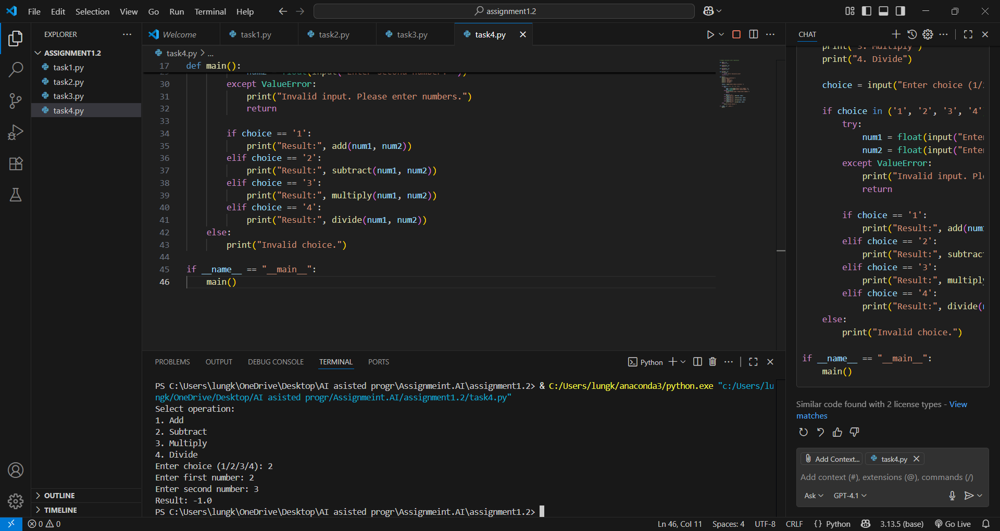 File Edit Selection View Go Run Terminal Help
assignment1.2
EXPLORER
ASSIGNMENT1.2
task1.py
task2.py
task3.py
task4.py
OUTLINE
TIMELINE
Welcome
task1.py
task2.py
task3.py
task4.py
task4.py > ...
17 def main():
30 except ValueError:
31 print("Invalid input. Please enter numbers.")
32 return
33
34 if choice == '1':
35 print("Result:", add(num1, num2))
36 elif choice == '2':
37 print("Result:", subtract(num1, num2))
38 elif choice == '3':
39 print("Result:", multiply(num1, num2))
40 elif choice == '4':
41 print("Result:", divide(num1, num2))
42 else:
43 print("Invalid choice.")
44
45 if __name__ == "__main__":
46 main()
PROBLEMS OUTPUT DEBUG CONSOLE TERMINAL PORTS
Python
PS C:\Users\lungk\OneDrive\Desktop\AI asisted progr\Assignmeint.AI\assignment1.2> & C:/Users/lungk/anaconda3/python.exe "c:/Users/lu
ngk/OneDrive/Desktop/AI asisted progr/Assignmeint.AI/assignment1.2/task4.py"
Select operation:
1. Add
2. Subtract
3. Multiply
4. Divide
Enter choice (1/2/3/4): 2
Enter first number: 2
Enter second number: 3
Result: -1.0
PS C:\Users\lungk\OneDrive\Desktop\AI asisted progr\Assignmeint.AI\assignment1.2>
CHAT
print("3. Multiply")
print("4. Divide")
choice = input("Enter choice (1/
if choice in ('1', '2', '3', '4'
try:
num1 = float(input("Enter
num2 = float(input("Enter
except ValueError:
print("Invalid input. Ple
return
if choice == '1':
print("Result:", add(num
elif choice == '2':
print("Result:", subtrac
elif choice == '3':
print("Result:", multiply
elif choice == '4':
print("Result:", divide(
else:
print("Invalid choice.")
if __name__ == "__main__":
main()
Similar code found with 2 license types - View
matches
Add Context... task4.py
Add context (#), extensions (@), commands (/)
Ask GPT-4.1
0 0
Ln 46, Col 11 Spaces: 4 UTF-8 CRLF {} Python 3.13.5 (base) Go Live